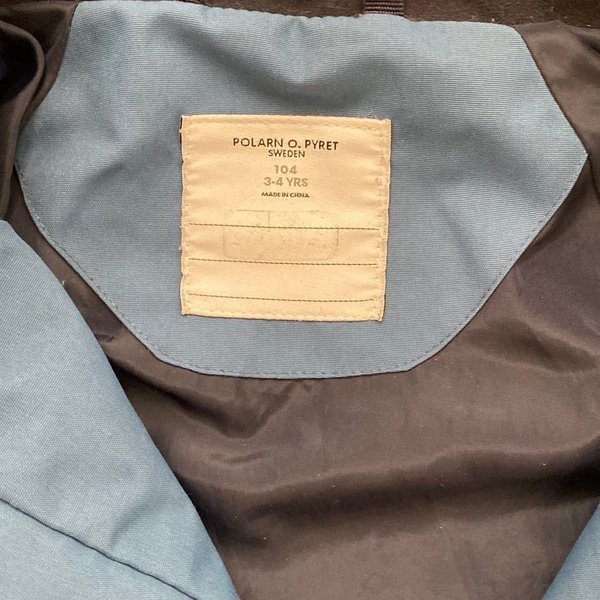 POLARN O. PYRET
SWEDEN
104
3-4 YRS
MADE IN CHINA